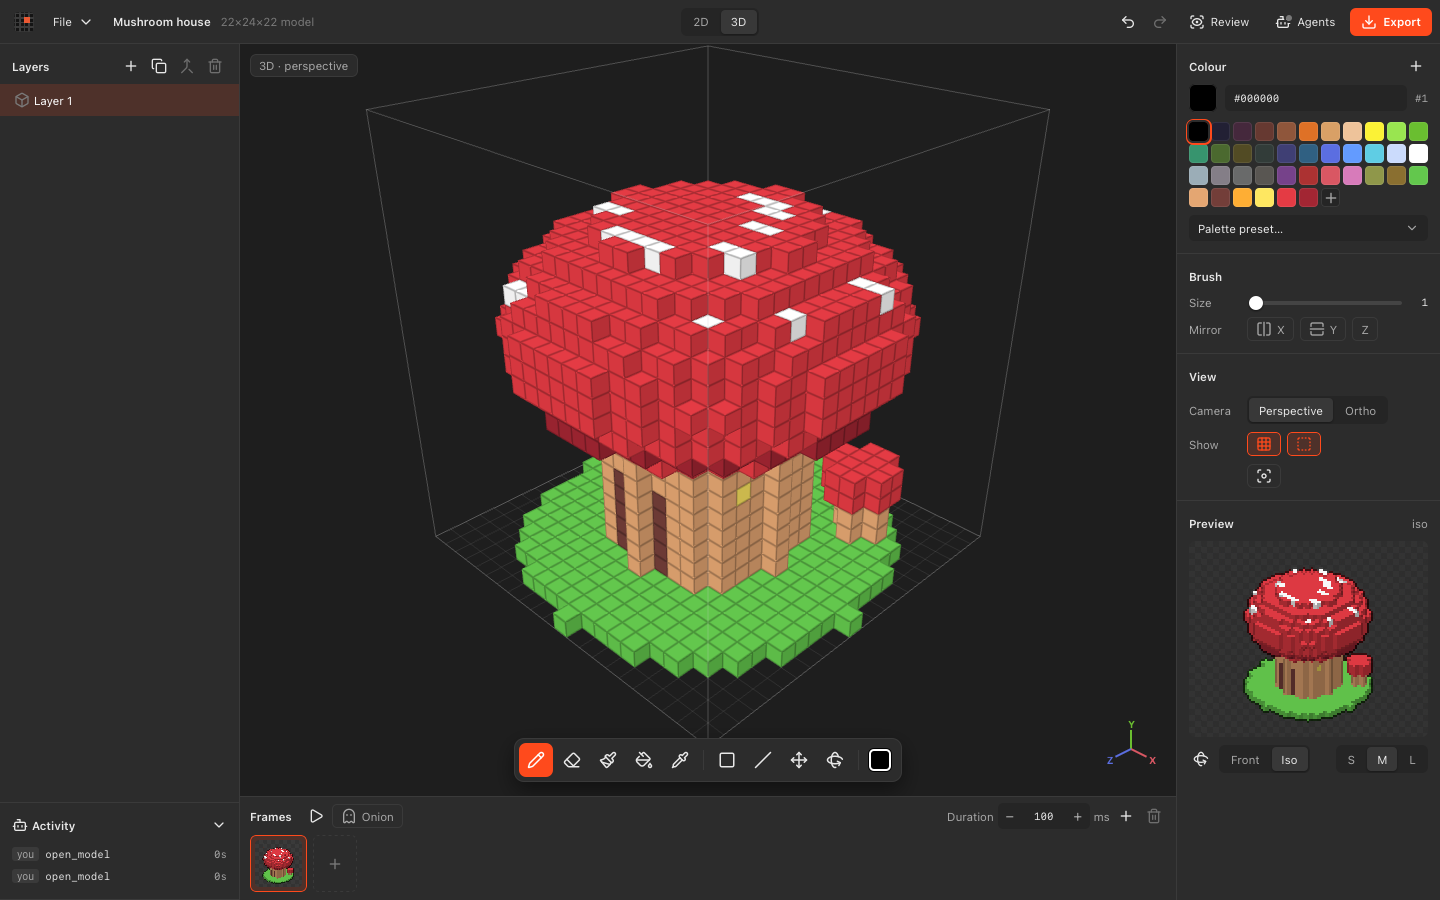 File
Mushroom house
22×24×22 model
2D
3D
Review
Agents
Export
Layers
Layer 1
3D · perspective
Colour
#000000
#1
Palette preset...
Brush
Size
1
Mirror
X
Y
Z
View
Camera
Perspective
Ortho
Show
Preview
iso
Front
Iso
S
M
L
Y
Z
X
Activity
you open_model 0s
you open_model 0s
Frames
Onion
Duration
100
ms